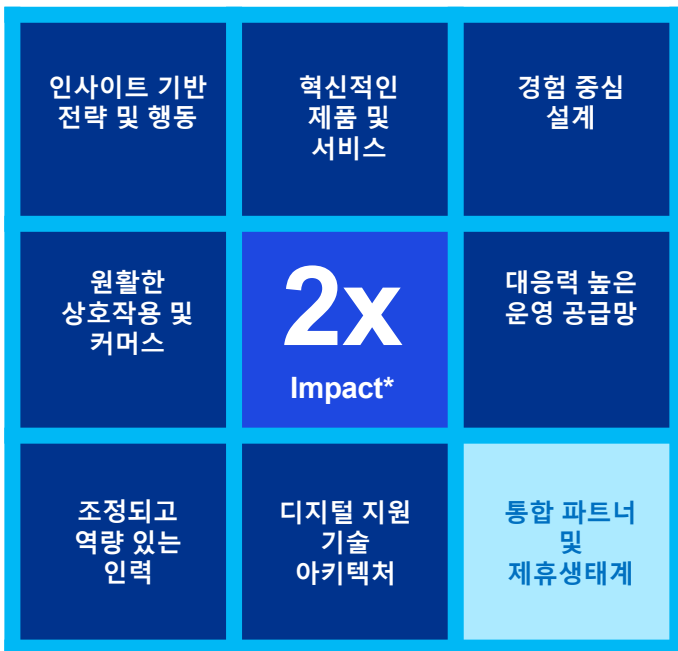 인사이트 기반
전략 및 행동
혁신적인
제품 및
서비스
경험 중심
설계
원활한
상호작용 및
커머스
2x
Impact*
대응력 높은
운영 공급망
조정되고
역량 있는
인력
디지털 지원
기술
아키텍처
통합 파트너
및
제휴생태계